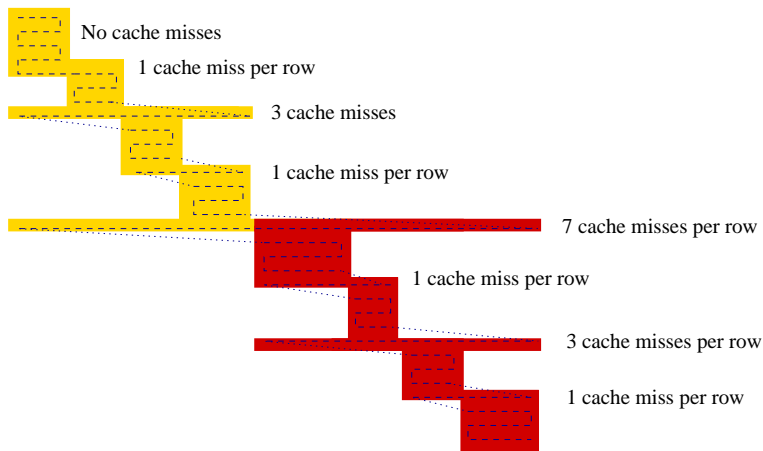 No cache misses
1 cache miss per row
3 cache misses
1 cache miss per row
7 cache misses per row
1 cache miss per row
3 cache misses per row
1 cache miss per row